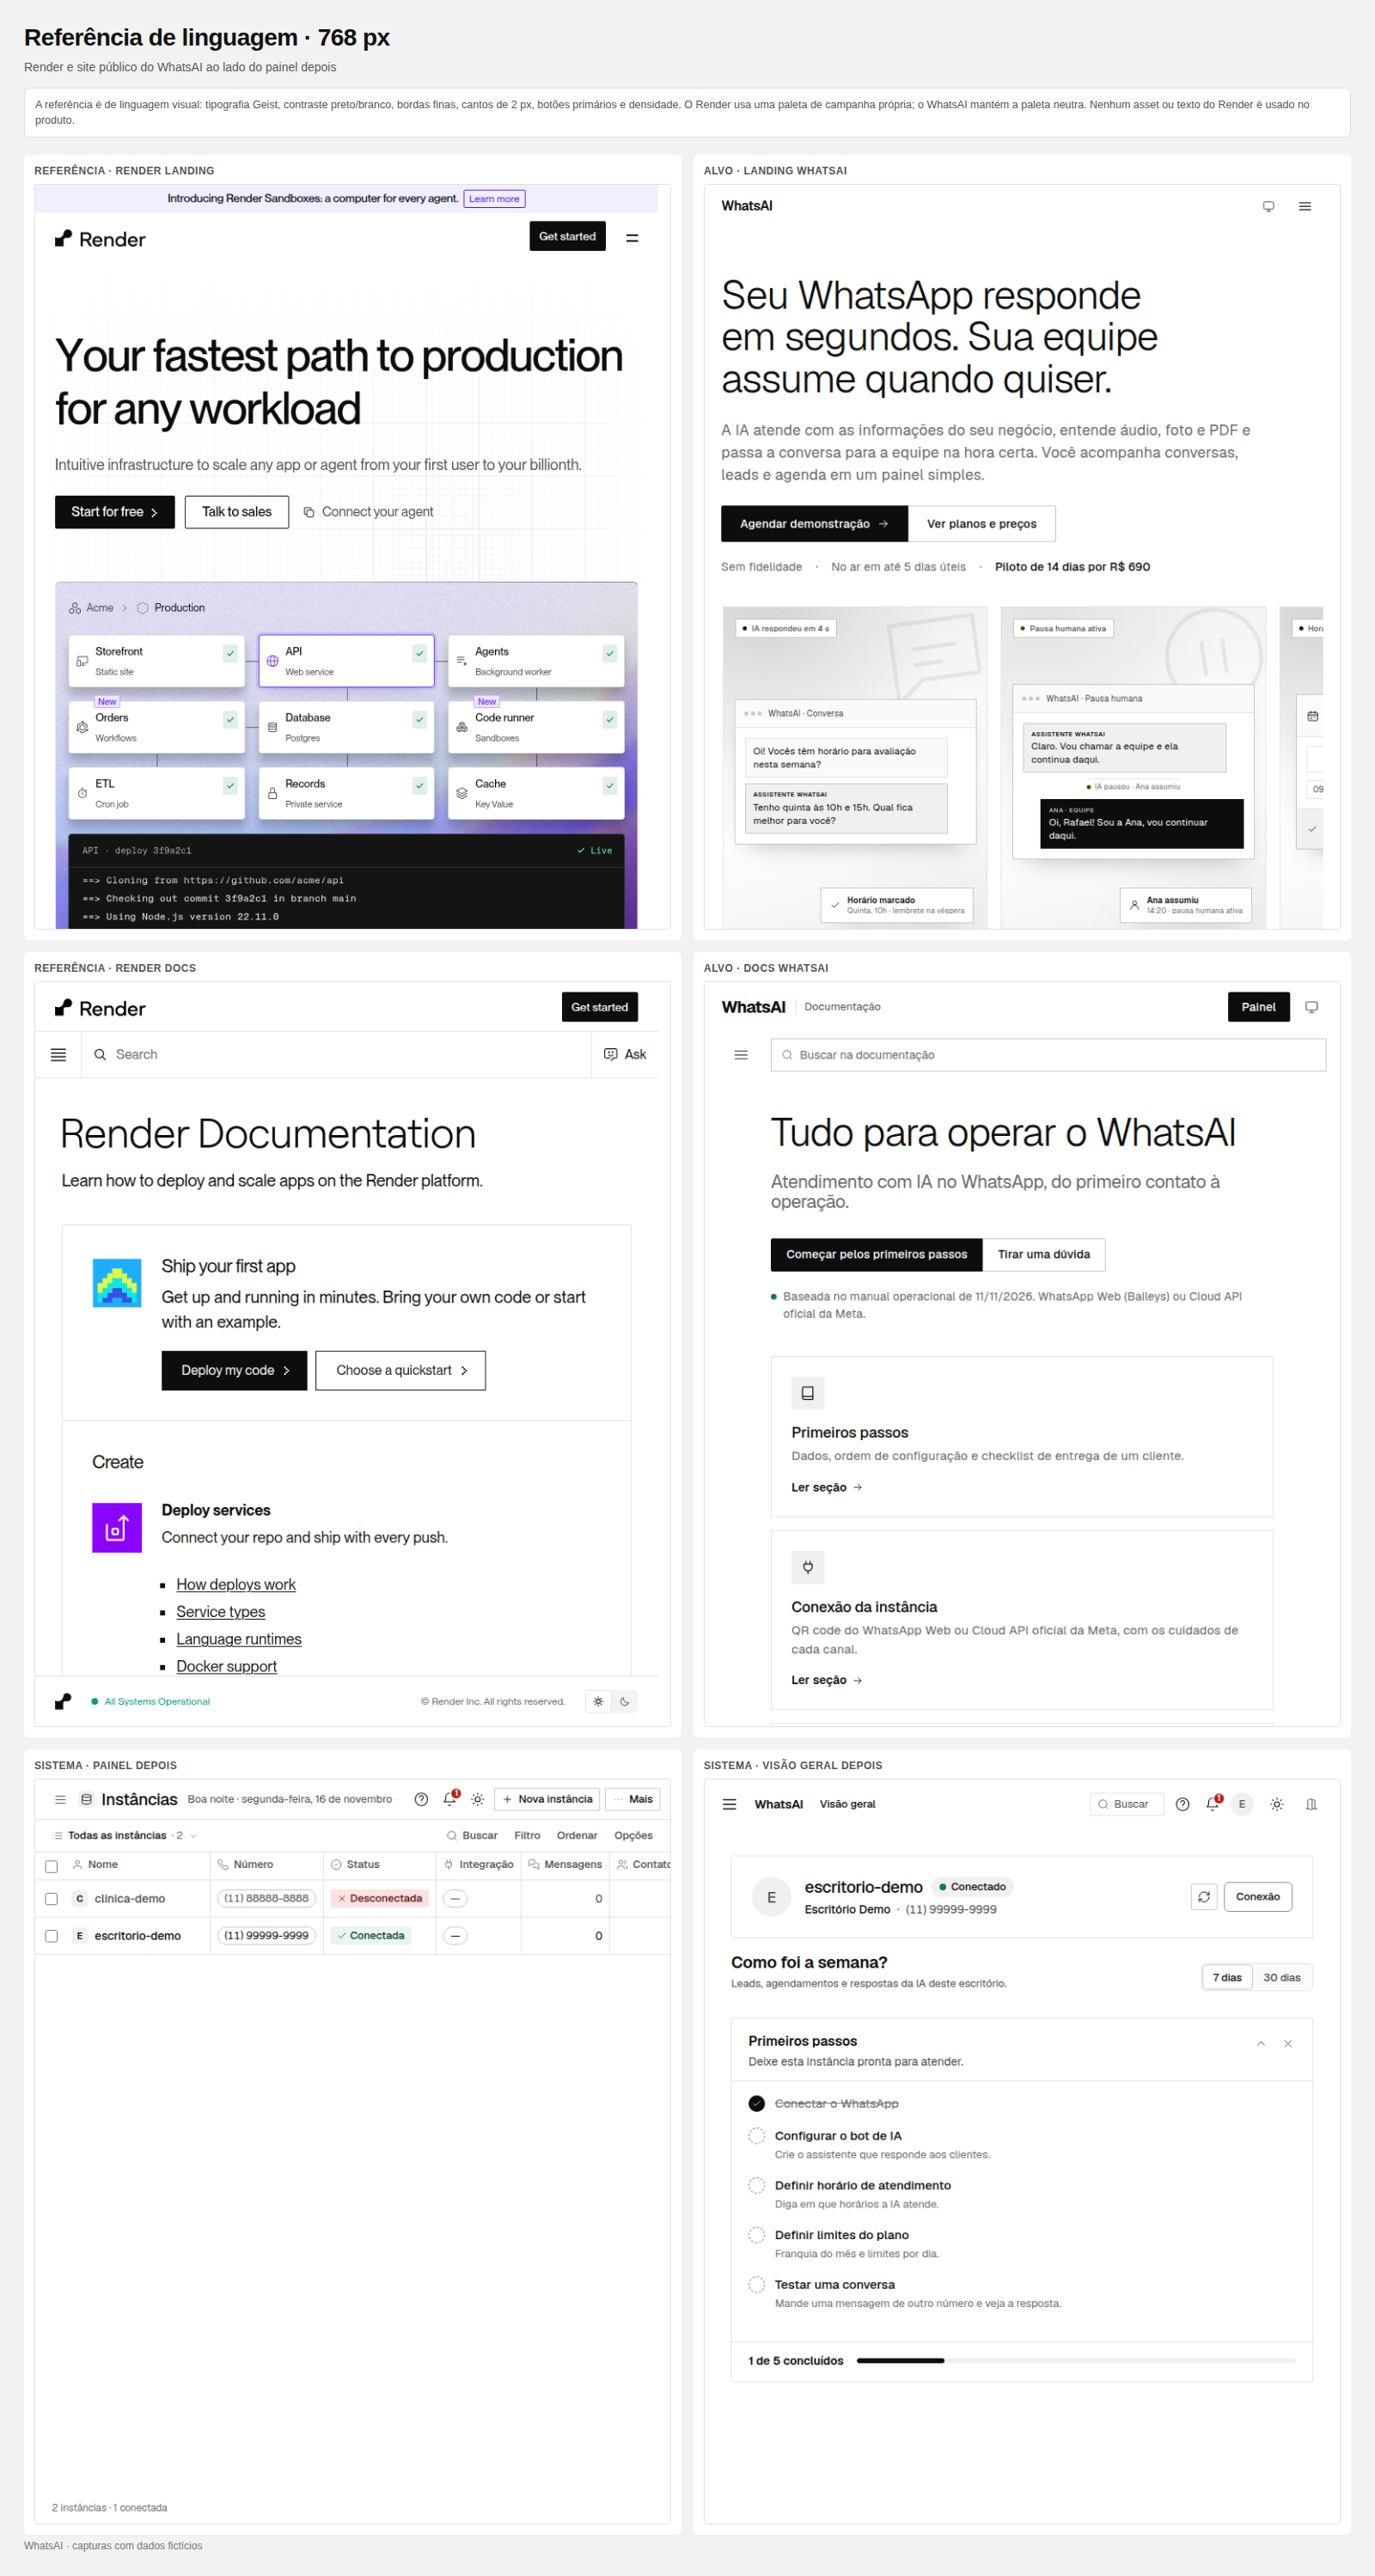 Referência de linguagem · 768 px
Render e site público do WhatsAI ao lado do painel depois
A referência é de linguagem visual: tipografia Geist, contraste preto/branco, bordas finas, cantos de 2 px, botões primários e densidade. O Render usa uma paleta de campanha própria; o WhatsAI mantém a paleta neutra. Nenhum asset ou texto do Render é usado no
produto.
REFERÊNCIA · RENDER LANDING
Introducing Render Sandboxes: a computer for every agent. Learn more
Render
Get started
Your fastest path to production
for any workload
Intuitive infrastructure to scale any app or agent from your first user to your billionth.
Start for free
Talk to sales
Connect your agent
Acme
Production
Storefront
Static site
API
Web service
Agents
Background worker
New
Orders
Workflows
Database
Postgres
New
Code runner
Sandboxes
ETL
Cron job
Records
Private service
Cache
Key Value
API · deploy 3f9a2c1
Live
==> Cloning from https://github.com/acme/api
==> Checking out commit 3f9a2c1 in branch main
==> Using Node.js version 22.11.0
ALVO · LANDING WHATSAI
WhatsAI
Seu WhatsApp responde
em segundos. Sua equipe
assume quando quiser.
A IA atende com as informações do seu negócio, entende áudio, foto e PDF e
passa a conversa para a equipe na hora certa. Você acompanha conversas,
leads e agenda em um painel simples.
Agendar demonstração →
Ver planos e preços
Sem fidelidade · No ar em até 5 dias úteis · Piloto de 14 dias por R$ 690
IA respondeu em 4 s
WhatsAI · Conversa
Oi! Vocês têm horário para avaliação
nesta semana?
ASSISTENTE WHATSAI
Tenho quinta às 10h e 15h. Qual fica
melhor para você?
Horário marcado
Quinta, 10h · lembrete na véspera
Pausa humana ativa
WhatsAI · Pausa humana
ASSISTENTE WHATSAI
Claro. Vou chamar a equipe e ela
continua daqui.
IA pausou · Ana assumiu
ANA · EQUIPE
Oi, Rafael! Sou a Ana, vou continuar
daqui.
Ana assumiu
14:20 · pausa humana ativa
Hor
09
REFERÊNCIA · RENDER DOCS
Render
Get started
Search
Ask
Render Documentation
Learn how to deploy and scale apps on the Render platform.
Ship your first app
Get up and running in minutes. Bring your own code or start
with an example.
Deploy my code
Choose a quickstart
Create
Deploy services
Connect your repo and ship with every push.
How deploys work
Service types
Language runtimes
Docker support
All Systems Operational
© Render Inc. All rights reserved.
ALVO · DOCS WHATSAI
WhatsAI
Documentação
Painel
Buscar na documentação
Tudo para operar o WhatsAI
Atendimento com IA no WhatsApp, do primeiro contato à
operação.
Começar pelos primeiros passos
Tirar uma dúvida
Baseada no manual operacional de 11/11/2026. WhatsApp Web (Baileys) ou Cloud API
oficial da Meta.
Primeiros passos
Dados, ordem de configuração e checklist de entrega de um cliente.
Ler seção →
Conexão da instância
QR code do WhatsApp Web ou Cloud API oficial da Meta, com os cuidados de
cada canal.
Ler seção →
SISTEMA · PAINEL DEPOIS
Instâncias
Boa noite · segunda-feira, 16 de novembro
1
+ Nova instância
··· Mais
Todas as instâncias · 2
Buscar
Filtro
Ordenar
Opções
Nome
Número
Status
Integração
Mensagens
Contato
C clinica-demo (11) 88888-8888 Desconectada — 0
E escritorio-demo (11) 99999-9999 Conectada — 0
2 instâncias · 1 conectada
SISTEMA · VISÃO GERAL DEPOIS
WhatsAI
Visão geral
Buscar
1
E
E
escritorio-demo
Conectado
Escritório Demo · (11) 99999-9999
Conexão
Como foi a semana?
Leads, agendamentos e respostas da IA deste escritório.
7 dias
30 dias
Primeiros passos
Deixe esta instância pronta para atender.
Conectar o WhatsApp
Configurar o bot de IA
Crie o assistente que responde aos clientes.
Definir horário de atendimento
Diga em que horários a IA atende.
Definir limites do plano
Franquia do mês e limites por dia.
Testar uma conversa
Mande uma mensagem de outro número e veja a resposta.
1 de 5 concluídos
WhatsAI · capturas com dados fictícios